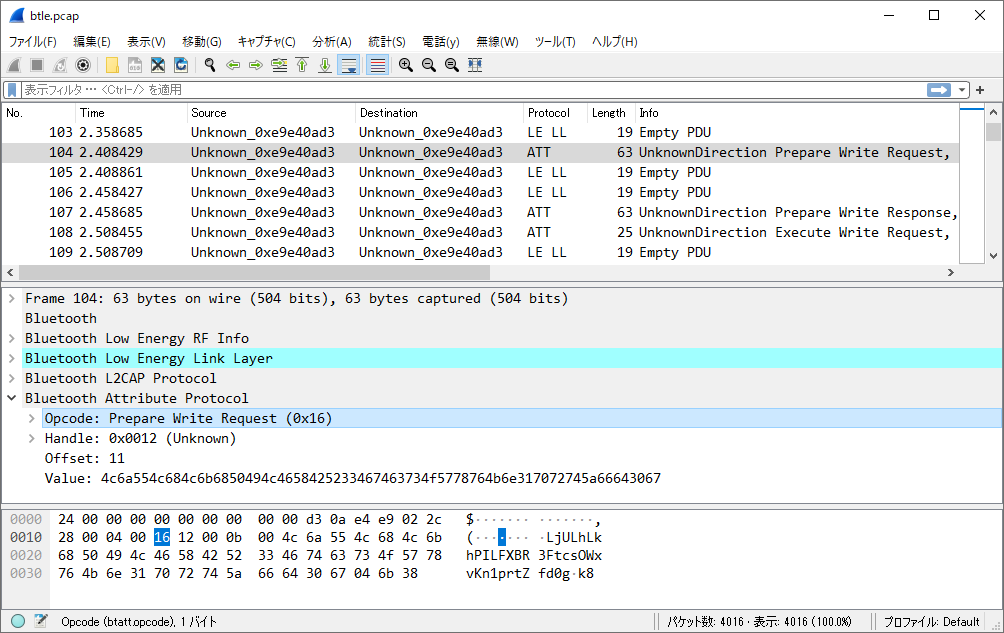 btle.pcap
ファイル(F) 編集(E) 表示(V) 移動(G) キャプチャ(C) 分析(A) 統計(S) 電話(y) 無線(W) ツール(T) ヘルプ(H)
表示フィルタ … <Ctrl-/> を適用
No. Time Source Destination Protocol Length Info
103 2.358685 Unknown_0xe9e40ad3 Unknown_0xe9e40ad3 LE LL 19 Empty PDU
104 2.408429 Unknown_0xe9e40ad3 Unknown_0xe9e40ad3 ATT 63 UnknownDirection Prepare Write Request,
105 2.408861 Unknown_0xe9e40ad3 Unknown_0xe9e40ad3 LE LL 19 Empty PDU
106 2.458427 Unknown_0xe9e40ad3 Unknown_0xe9e40ad3 LE LL 19 Empty PDU
107 2.458685 Unknown_0xe9e40ad3 Unknown_0xe9e40ad3 ATT 63 UnknownDirection Prepare Write Response,
108 2.508455 Unknown_0xe9e40ad3 Unknown_0xe9e40ad3 ATT 25 UnknownDirection Execute Write Request,
109 2.508709 Unknown_0xe9e40ad3 Unknown_0xe9e40ad3 LE LL 19 Empty PDU
Frame 104: 63 bytes on wire (504 bits), 63 bytes captured (504 bits)
Bluetooth
Bluetooth Low Energy RF Info
Bluetooth Low Energy Link Layer
Bluetooth L2CAP Protocol
Bluetooth Attribute Protocol
Opcode: Prepare Write Request (0x16)
Handle: 0x0012 (Unknown)
Offset: 11
Value: 4c6a554c684c6b6850494c465842523346746373​4f5778764b6e317072745a66643067
0000 24 00 00 00 00 00 00 00 00 00 d3 0a e4 e9 02 2c $······· ·······,
0010 28 00 04 00 16 12 00 0b 00 4c 6a 55 4c 68 4c 6b (······· ·LjULhLk
0020 68 50 49 4c 46 58 42 52 33 46 74 63 73 4f 57 78 hPILFXBR 3FtcsOWx
0030 76 4b 6e 31 70 72 74 5a 66 64 30 67 04 6b 38 vKn1prtZ fd0g·k8
Opcode (btatt.opcode), 1 バイト パケット数: 4016 · 表示: 4016 (100.0%) プロファイル: Default